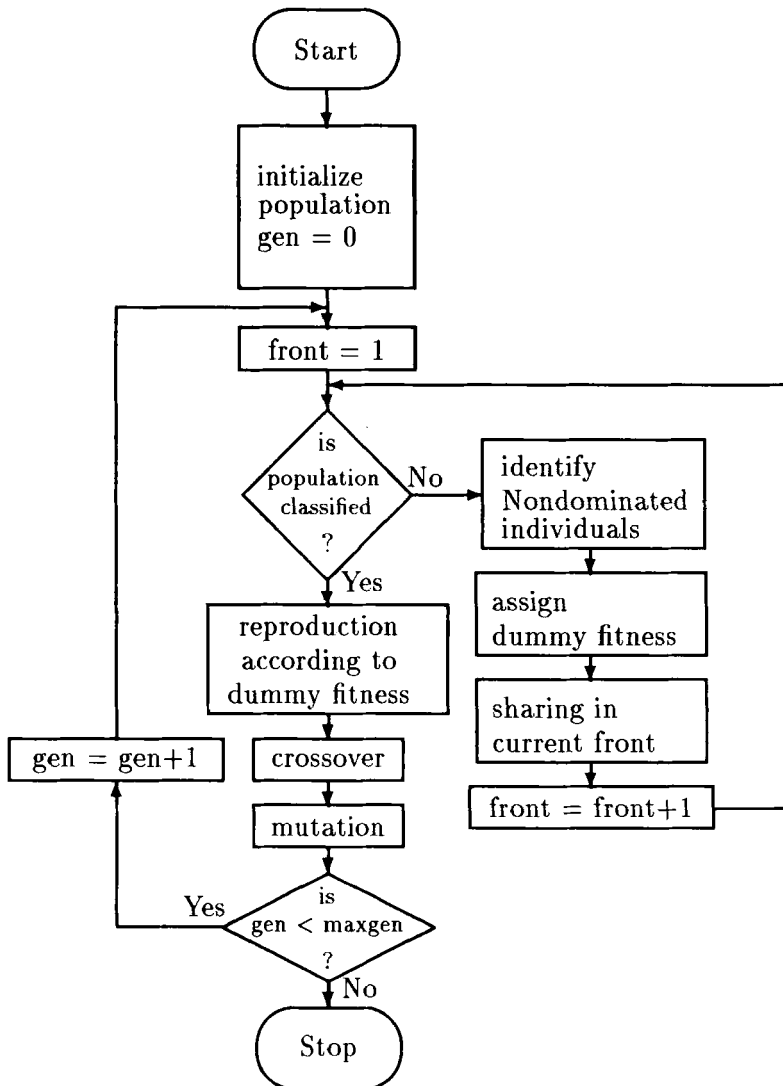 Start
initialize
population
gen = 0
front = 1
is
population
classified
?
No
identify
Nondominated
individuals
assign
dummy fitness
sharing in
current front
front = front+1
Yes
reproduction
according to
dummy fitness
crossover
mutation
is
gen < maxgen
?
Yes
gen = gen+1
No
Stop